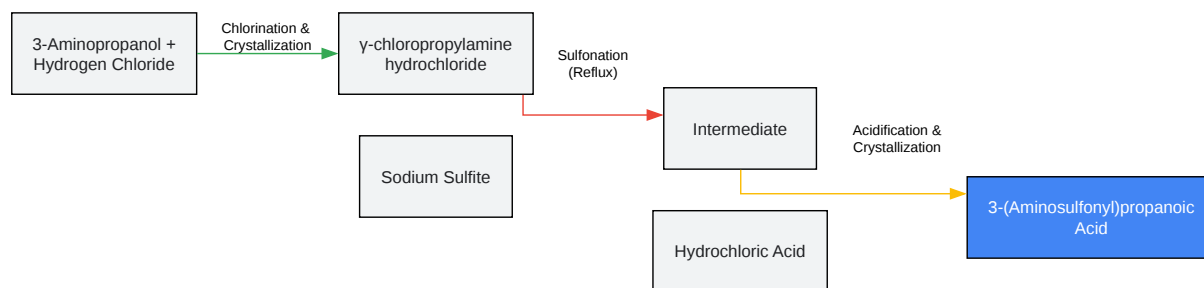 3-Aminopropanol +
Hydrogen Chloride
Chlorination &
Crystallization
γ-chloropropylamine
hydrochloride
Sulfonation
(Reflux)
Sodium Sulfite
Intermediate
Acidification &
Crystallization
Hydrochloric Acid
3-(Aminosulfonyl)propanoic
Acid